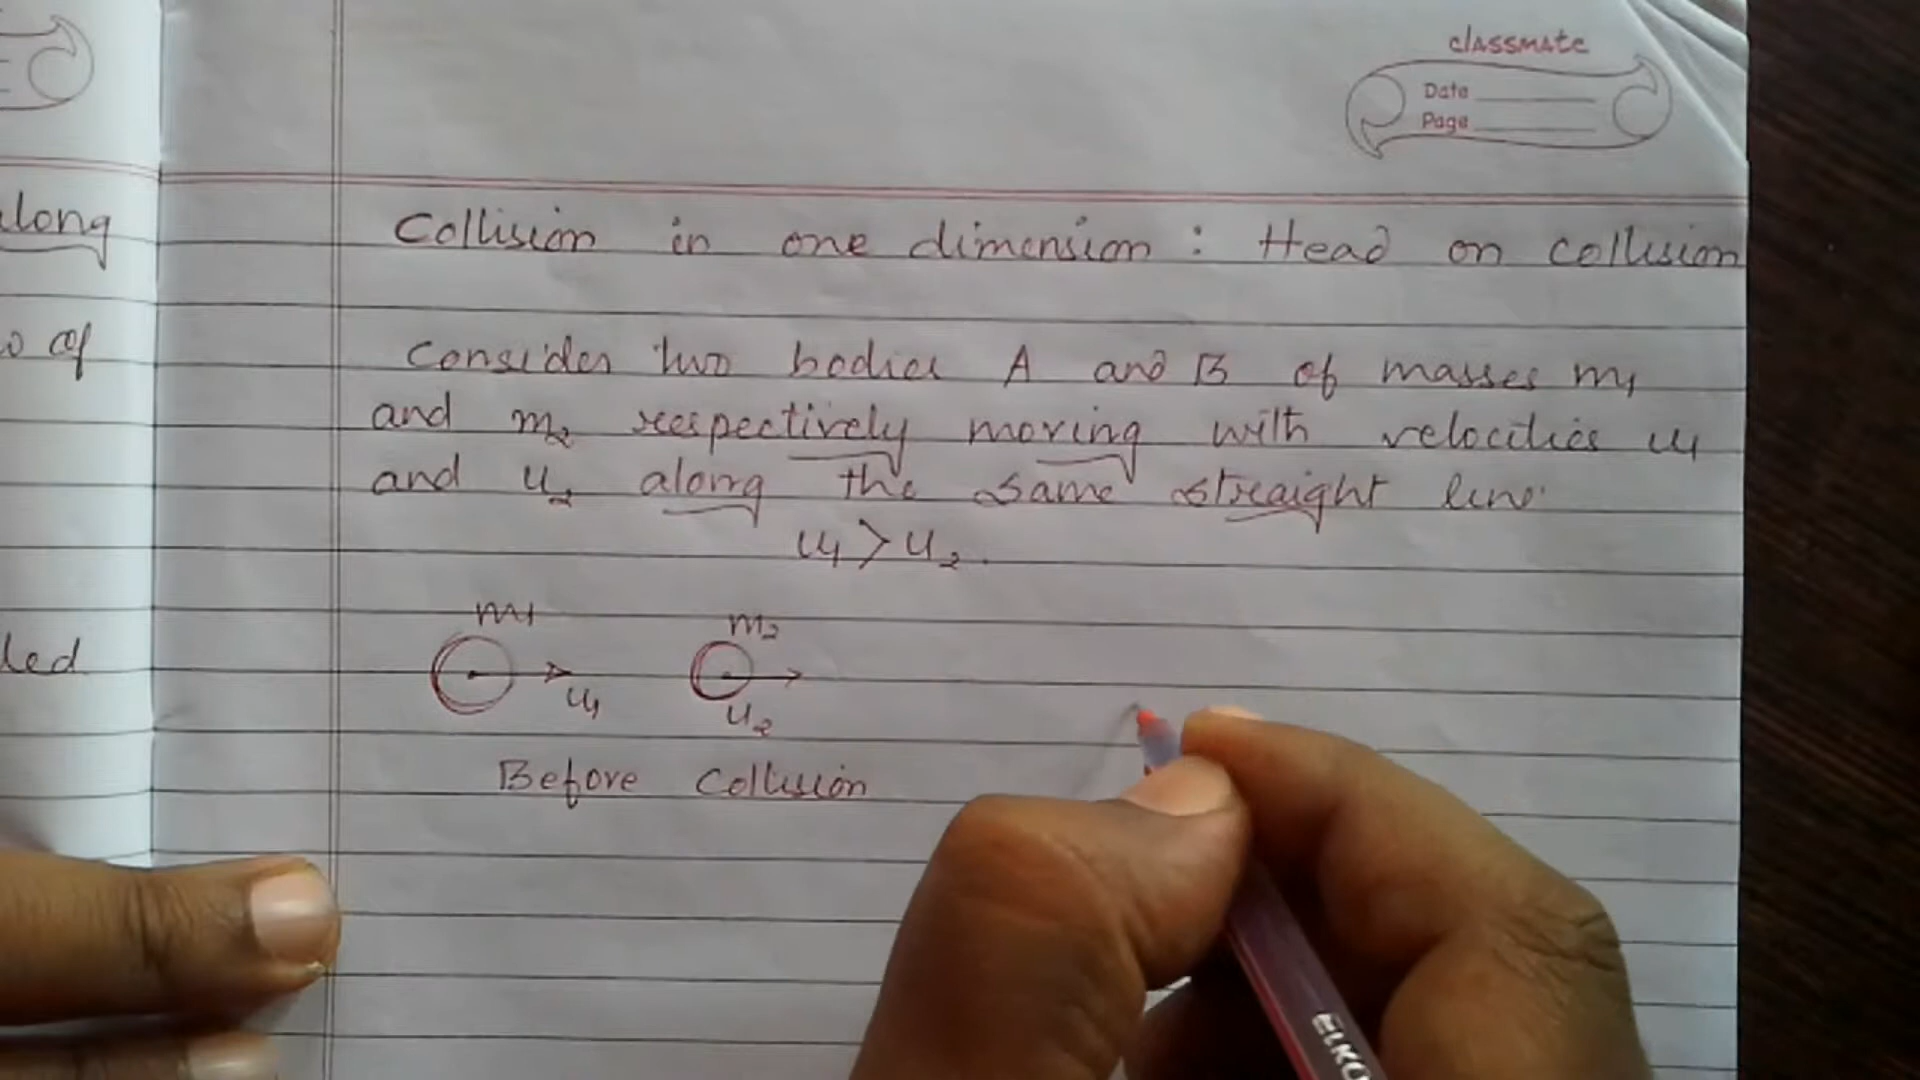 classmate
Date
Page
along
of
Collision in one dimension : Head on collision
Consider two bodies A and B of masses m1
and m2 respectively moving with velocities u1
and u2 along the same straight line.
u1 > u2.
m1 m2
u1 u2
Before Collision
ELKO